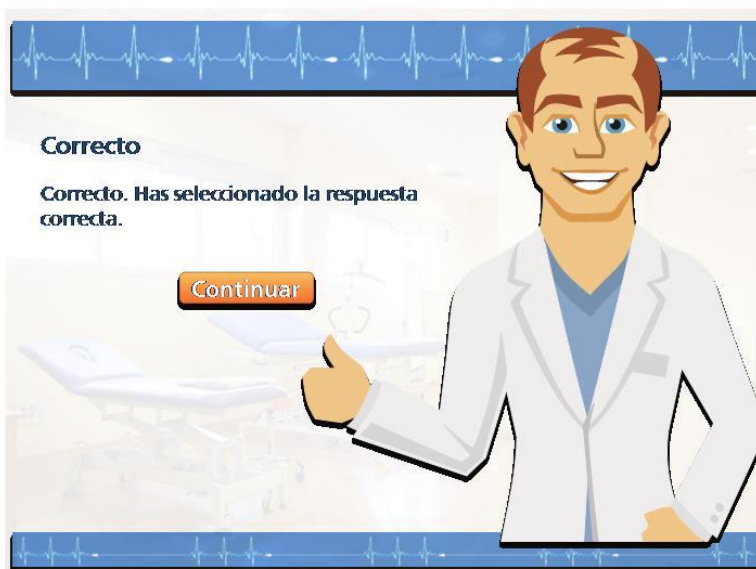 Correcto
Correcto. Has seleccionado la respuesta
correcta.
Continuar